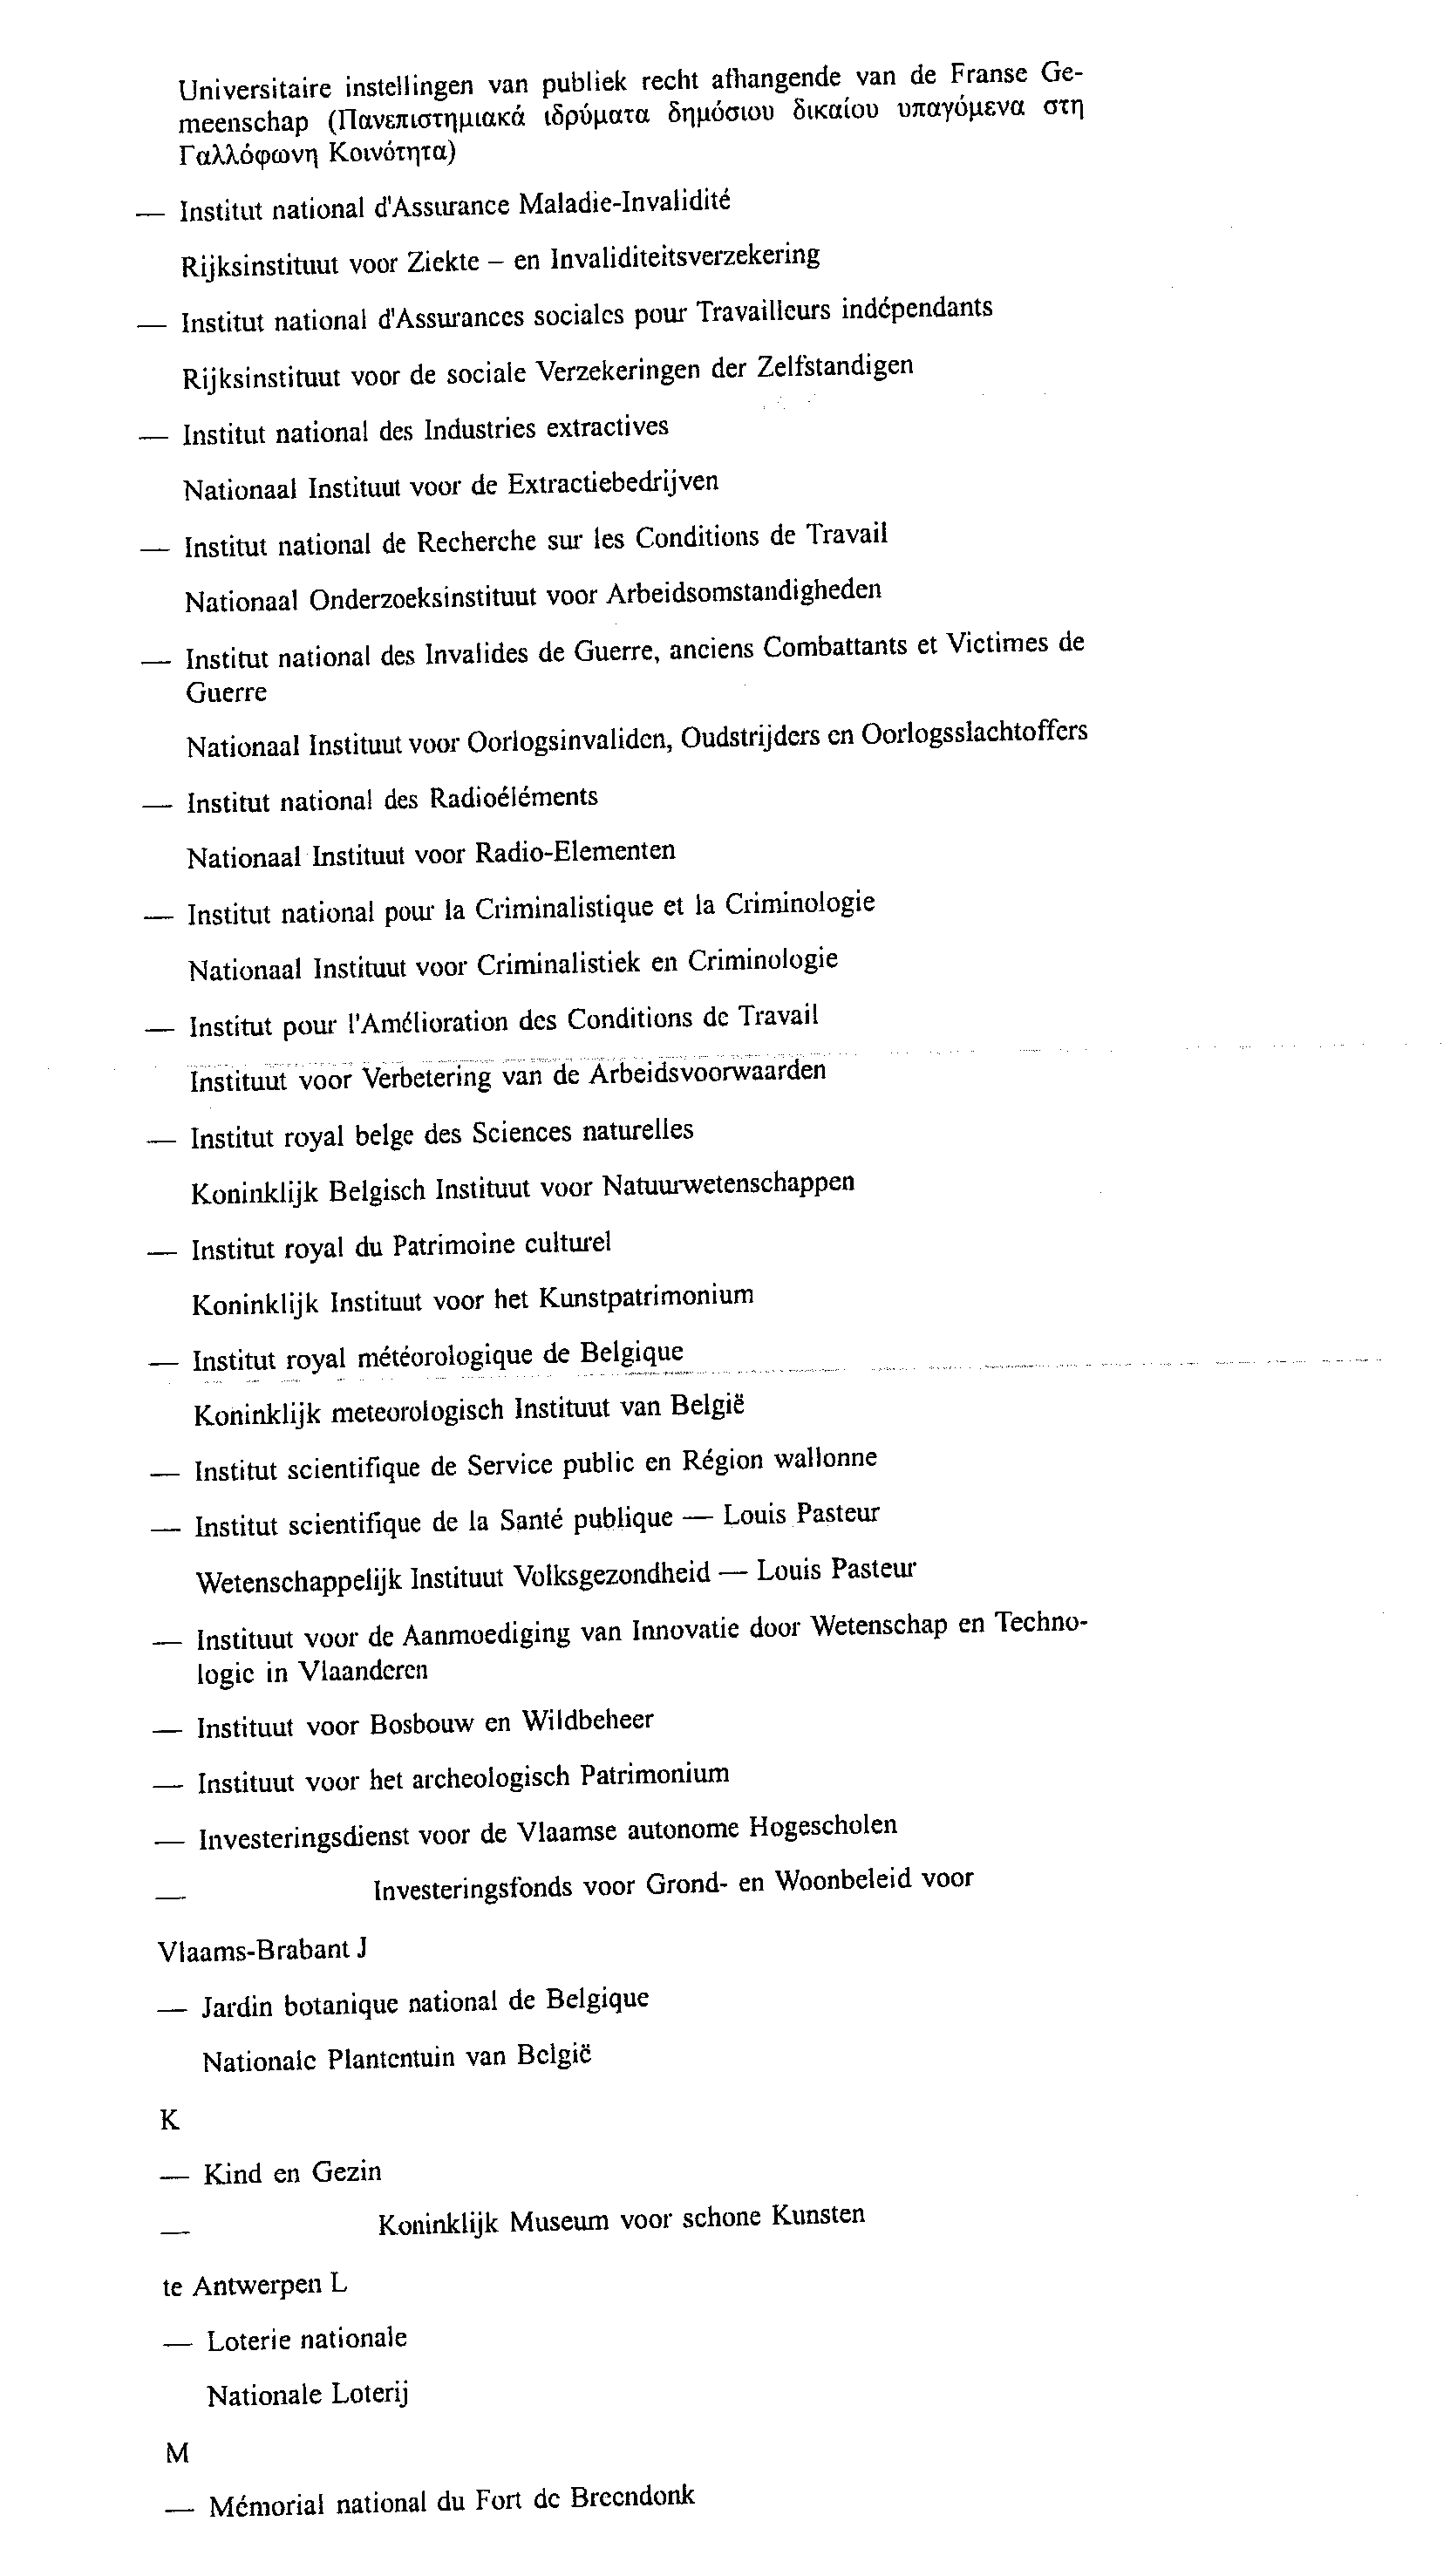 Universitaire instellingen van publiek recht afhangende van de Franse Ge-
meenschap (Πανεπιστημιακά ιδρύματα δημόσιου δικαίου υπαγόμενα στη
Γαλλόφωνη Κοινότητα)
— Institut national d'Assurance Maladie-Invalidité
Rijksinstituut voor Ziekte – en Invaliditeitsverzekering
— Institut national d'Assurances sociales pour Travailleurs indépendants
Rijksinstituut voor de sociale Verzekeringen der Zelfstandigen
— Institut national des Industries extractives
Nationaal Instituut voor de Extractiebedrijven
— Institut national de Recherche sur les Conditions de Travail
Nationaal Onderzoeksinstituut voor Arbeidsomstandigheden
— Institut national des Invalides de Guerre, anciens Combattants et Victimes de
Guerre
Nationaal Instituut voor Oorlogsinvaliden, Oudstrijders en Oorlogsslachtoffers
— Institut national des Radioéléments
Nationaal Instituut voor Radio-Elementen
— Institut national pour la Criminalistique et la Criminologie
Nationaal Instituut voor Criminalistiek en Criminologie
— Institut pour l'Amélioration des Conditions de Travail
Instituut voor Verbetering van de Arbeidsvoorwaarden
— Institut royal belge des Sciences naturelles
Koninklijk Belgisch Instituut voor Natuurwetenschappen
— Institut royal du Patrimoine culturel
Koninklijk Instituut voor het Kunstpatrimonium
— Institut royal météorologique de Belgique
Koninklijk meteorologisch Instituut van België
— Institut scientifique de Service public en Région wallonne
— Institut scientifique de la Santé publique — Louis Pasteur
Wetenschappelijk Instituut Volksgezondheid — Louis Pasteur
— Instituut voor de Aanmoediging van Innovatie door Wetenschap en Techno-
logie in Vlaanderen
— Instituut voor Bosbouw en Wildbeheer
— Instituut voor het archeologisch Patrimonium
— Investeringsdienst voor de Vlaamse autonome Hogescholen
— Investeringsfonds voor Grond- en Woonbeleid voor
Vlaams-Brabant J
— Jardin botanique national de Belgique
Nationale Plantentuin van België
K
— Kind en Gezin
— Koninklijk Museum voor schone Kunsten
te Antwerpen L
— Loterie nationale
Nationale Loterij
M
— Mémorial national du Fort de Breendonk